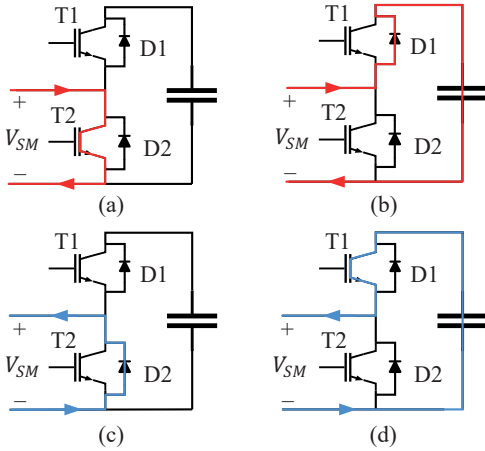 T1
D1
+
T2
V_SM
D2
−
(a)
T1
D1
+
T2
V_SM
D2
−
(b)
T1
D1
+
T2
V_SM
D2
−
(c)
T1
D1
+
T2
V_SM
D2
−
(d)